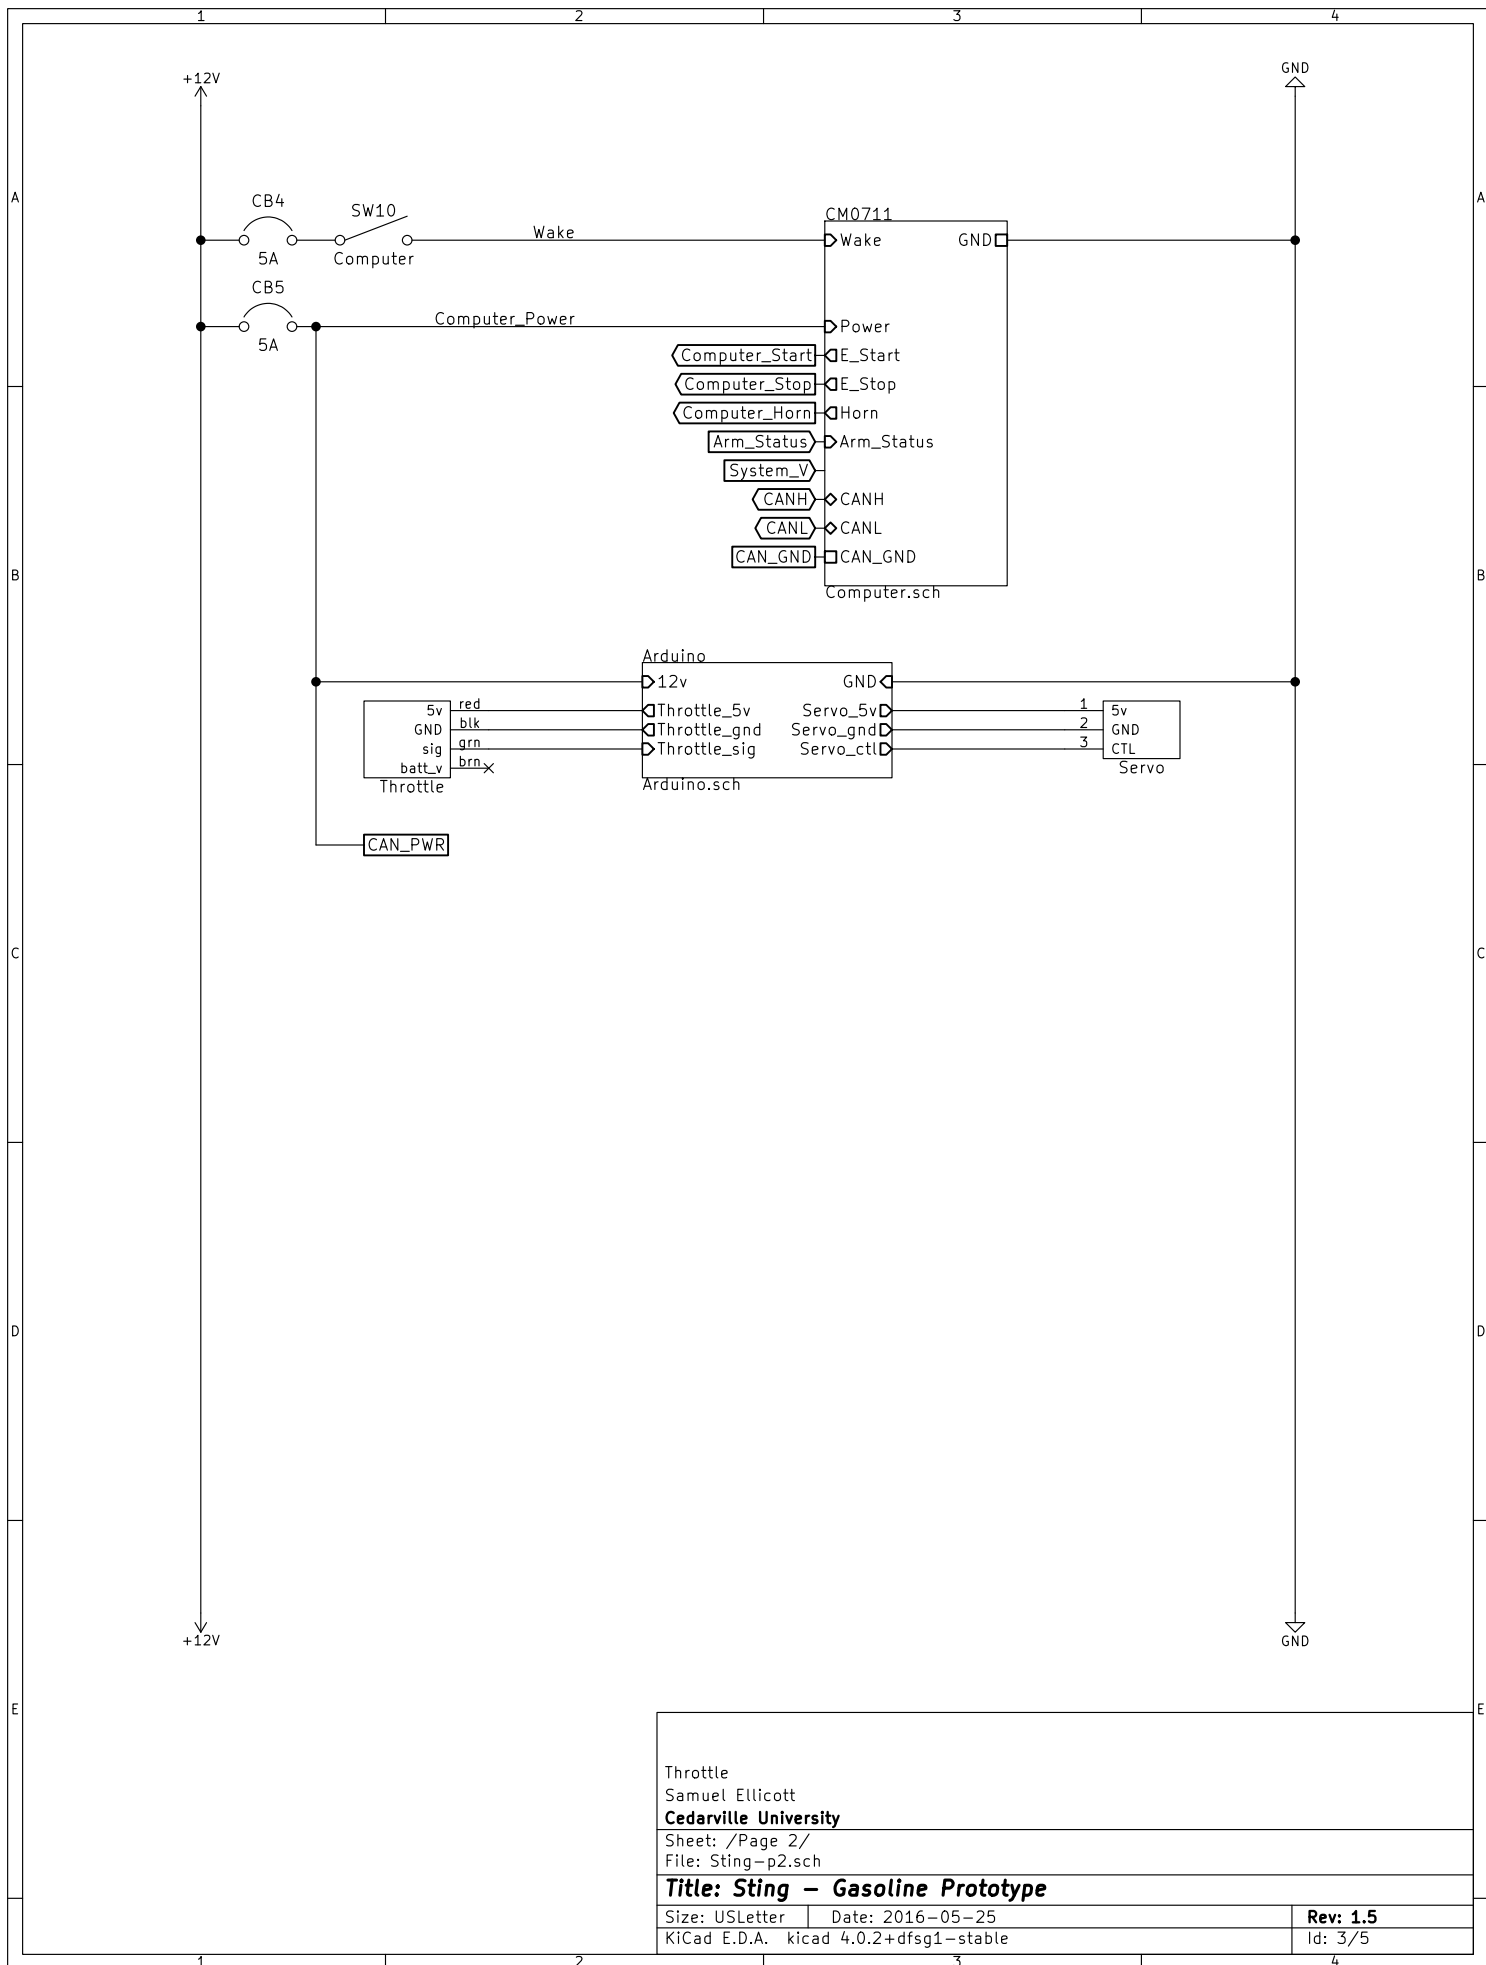 1 2 3 4
+12V GND
A A
CB4
SW10
5A
Computer
Wake
CB5
5A
Computer_Power
CM0711
Wake GND
Power
Computer_Start E_Start
Computer_Stop E_Stop
Computer_Horn Horn
Arm_Status Arm_Status
System_V
CANH CANH
CANL CANL
CAN_GND CAN_GND
Computer.sch
B B
Arduino
12v GND
5v red Throttle_5v Servo_5v 1 5v
GND blk Throttle_gnd Servo_gnd 2 GND
sig grn Throttle_sig Servo_ctl 3 CTL
batt_v brn
Throttle Arduino.sch Servo
CAN_PWR
C C
D D
+12V GND
E E
Throttle
Samuel Ellicott
Cedarville University
Sheet: /Page 2/
File: Sting-p2.sch
Title: Sting - Gasoline Prototype
Size: USLetter Date: 2016-05-25 Rev: 1.5
KiCad E.D.A. kicad 4.0.2+dfsg1-stable Id: 3/5
1 2 3 4